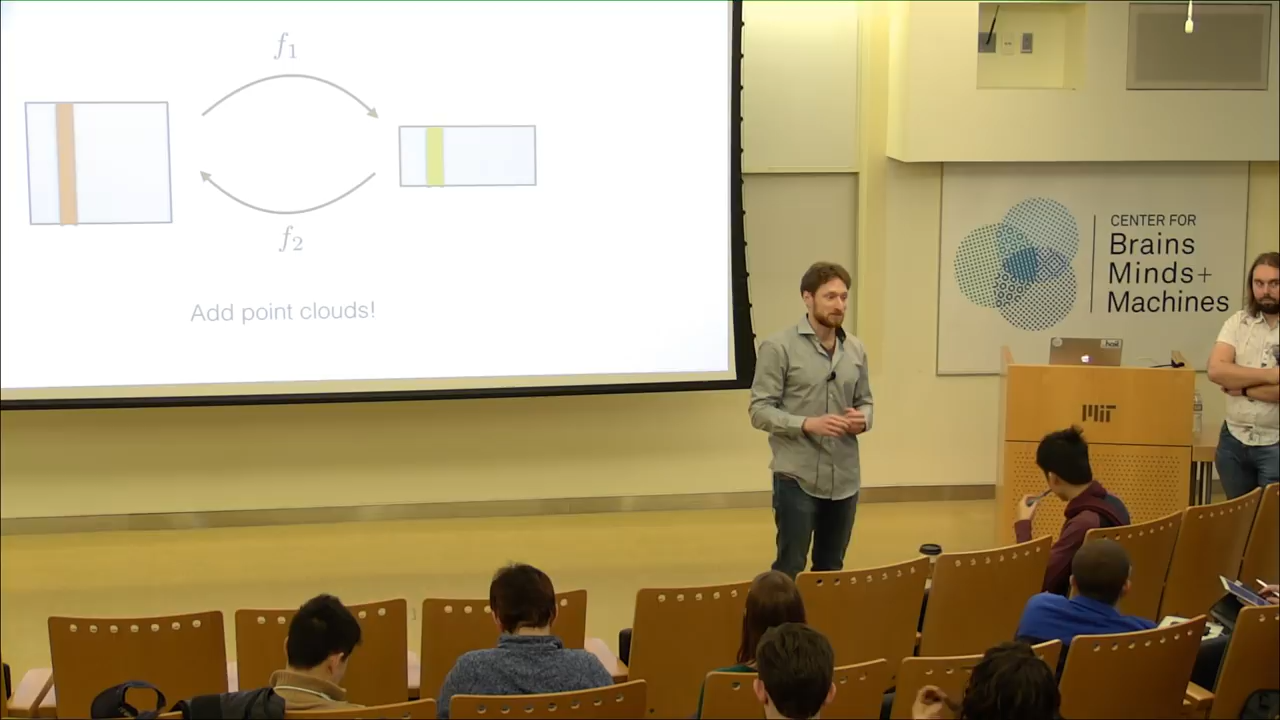 f₁
f₂
Add point clouds!
CENTER FOR
Brains
Minds+
Machines
MIT